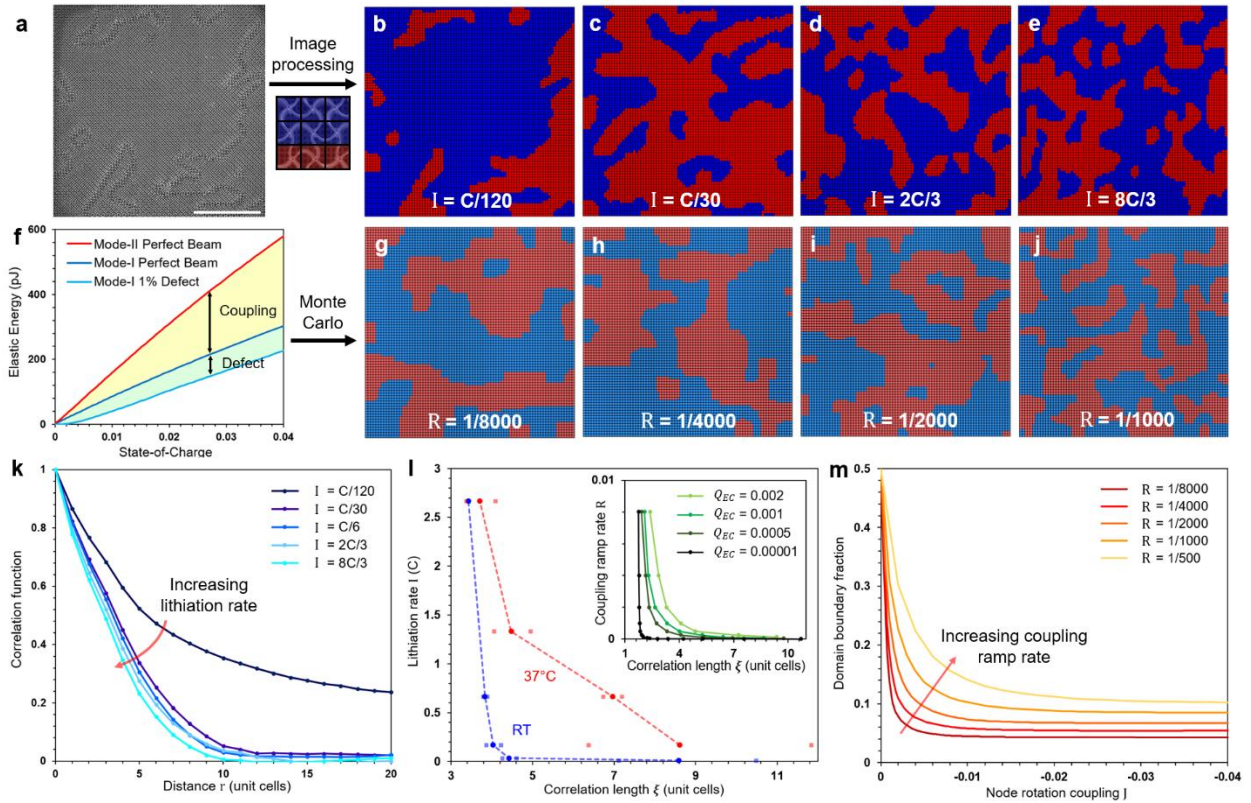 a
Image
processing
b
I = C/120
c
I = C/30
d
I = 2C/3
e
I = 8C/3
f
Elastic Energy (pJ)
600
400
200
0
Mode-II Perfect Beam
Mode-I Perfect Beam
Mode-I 1% Defect
Coupling
Defect
0 0.01 0.02 0.03 0.04
State-of-Charge
Monte
Carlo
g
R = 1/8000
h
R = 1/4000
i
R = 1/2000
j
R = 1/1000
k
Correlation function
1
0.8
0.6
0.4
0.2
0
I = C/120
I = C/30
I = C/6
I = 2C/3
I = 8C/3
Increasing
lithiation rate
0 5 10 15 20
Distance r (unit cells)
l
Lithiation rate I (C)
3
2.5
2
1.5
1
0.5
0
37°C
RT
3 5 7 9 11
Correlation length ξ (unit cells)
Coupling ramp rate R
0.01
0
Q_EC = 0.002
Q_EC = 0.001
Q_EC = 0.0005
Q_EC = 0.00001
1 4 7 10
Correlation length ξ (unit cells)
m
Domain boundary fraction
0.5
0.4
0.3
0.2
0.1
0
R = 1/8000
R = 1/4000
R = 1/2000
R = 1/1000
R = 1/500
Increasing coupling
ramp rate
0 -0.01 -0.02 -0.03 -0.04
Node rotation coupling J